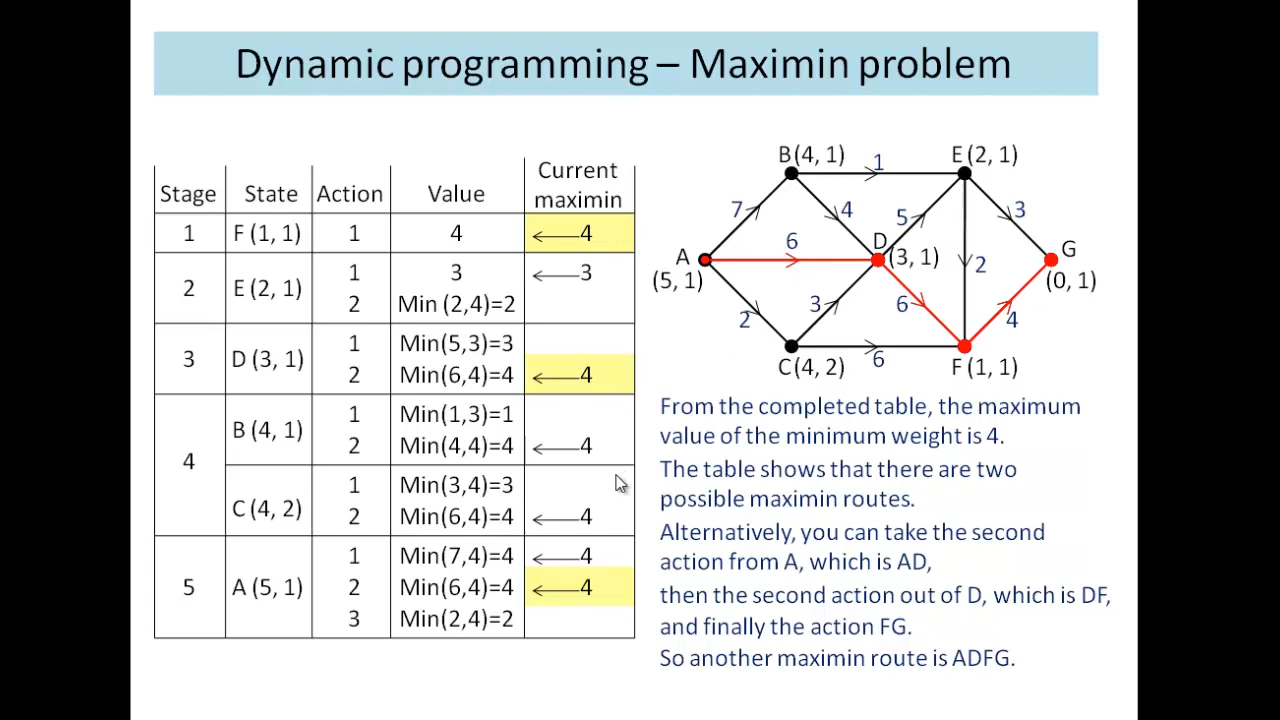 Dynamic programming – Maximin problem
Stage State Action Value Current maximin
1 F (1, 1) 1 4 ←4
2 E (2, 1) 1 3 ←3
2 Min (2,4)=2
3 D (3, 1) 1 Min(5,3)=3
2 Min(6,4)=4 ←4
4 B (4, 1) 1 Min(1,3)=1
2 Min(4,4)=4 ←4
C (4, 2) 1 Min(3,4)=3
2 Min(6,4)=4 ←4
5 A (5, 1) 1 Min(7,4)=4 ←4
2 Min(6,4)=4 ←4
3 Min(2,4)=2
B (4, 1) 1 E (2, 1)
7 4 5 3
A (5, 1) 6 D (3, 1) 2 G (0, 1)
2 3 6 4
C (4, 2) 6 F (1, 1)
From the completed table, the maximum
value of the minimum weight is 4.
The table shows that there are two
possible maximin routes.
Alternatively, you can take the second
action from A, which is AD,
then the second action out of D, which is DF,
and finally the action FG.
So another maximin route is ADFG.